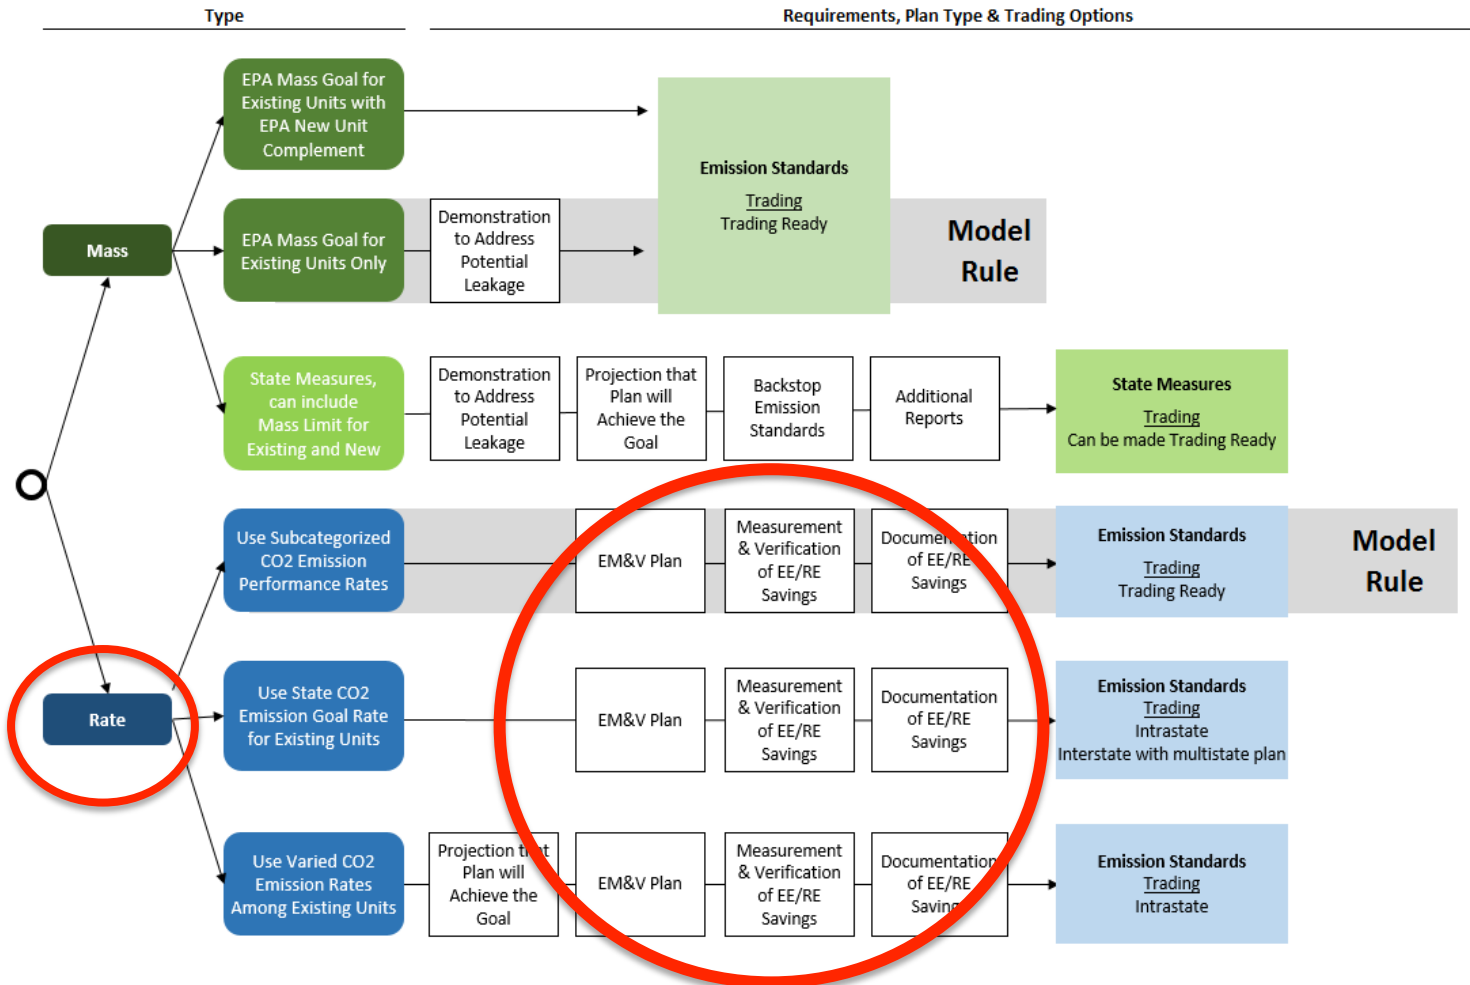 Type
Requirements, Plan Type & Trading Options
EPA Mass Goal for
Existing Units with
EPA New Unit
Complement
Emission Standards
Trading
Trading Ready
Mass
EPA Mass Goal for
Existing Units Only
Demonstration
to Address
Potential
Leakage
Model
Rule
State Measures,
can include
Mass Limit for
Existing and New
Demonstration
to Address
Potential
Leakage
Projection that
Plan will
Achieve the
Goal
Backstop
Emission
Standards
Additional
Reports
State Measures
Trading
Can be made Trading Ready
Use Subcategorized
CO2 Emission
Performance Rates
EM&V Plan
Measurement
& Verification
of EE/RE
Savings
Documentation
of EE/RE
Savings
Emission Standards
Trading
Trading Ready
Model
Rule
Rate
Use State CO2
Emission Goal Rate
for Existing Units
EM&V Plan
Measurement
& Verification
of EE/RE
Savings
Documentation
of EE/RE
Savings
Emission Standards
Trading
Intrastate
Interstate with multistate plan
Use Varied CO2
Emission Rates
Among Existing Units
Projection that
Plan will
Achieve the
Goal
EM&V Plan
Measurement
& Verification
of EE/RE
Savings
Documentation
of EE/RE
Savings
Emission Standards
Trading
Intrastate